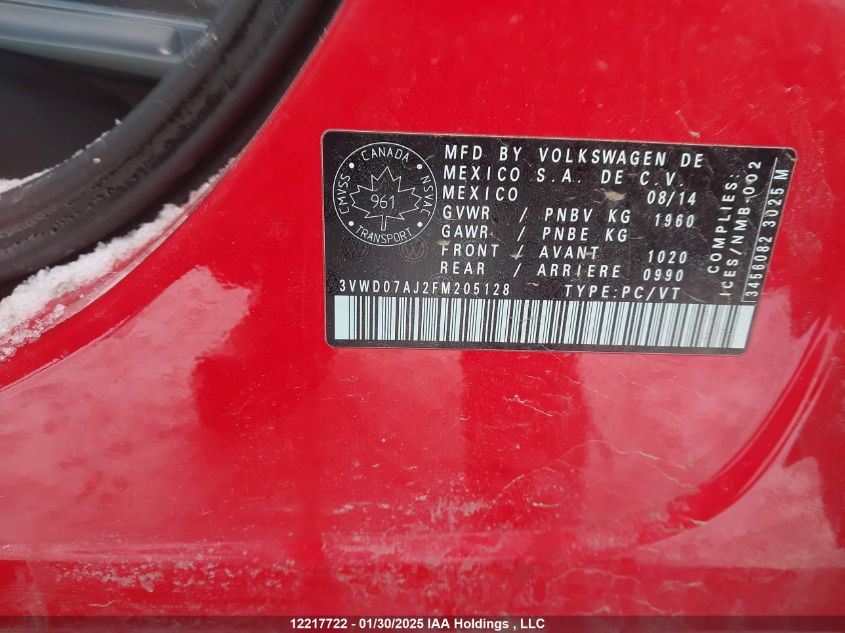 CANADA
CMVSS
961
NSVAC
TRANSPORT
MFD BY VOLKSWAGEN DE
MEXICO S.A. DE C.V.
MEXICO 08/14
GVWR / PNBV KG 1960
GAWR / PNBE KG
FRONT / AVANT 1020
REAR / ARRIERE 0990
3VWD07AJ2FM205128 TYPE:PC/VT
COMPLIES:
ICES/NMB-002
3456082 3025 M
12217722 - 01/30/2025 IAA Holdings , LLC